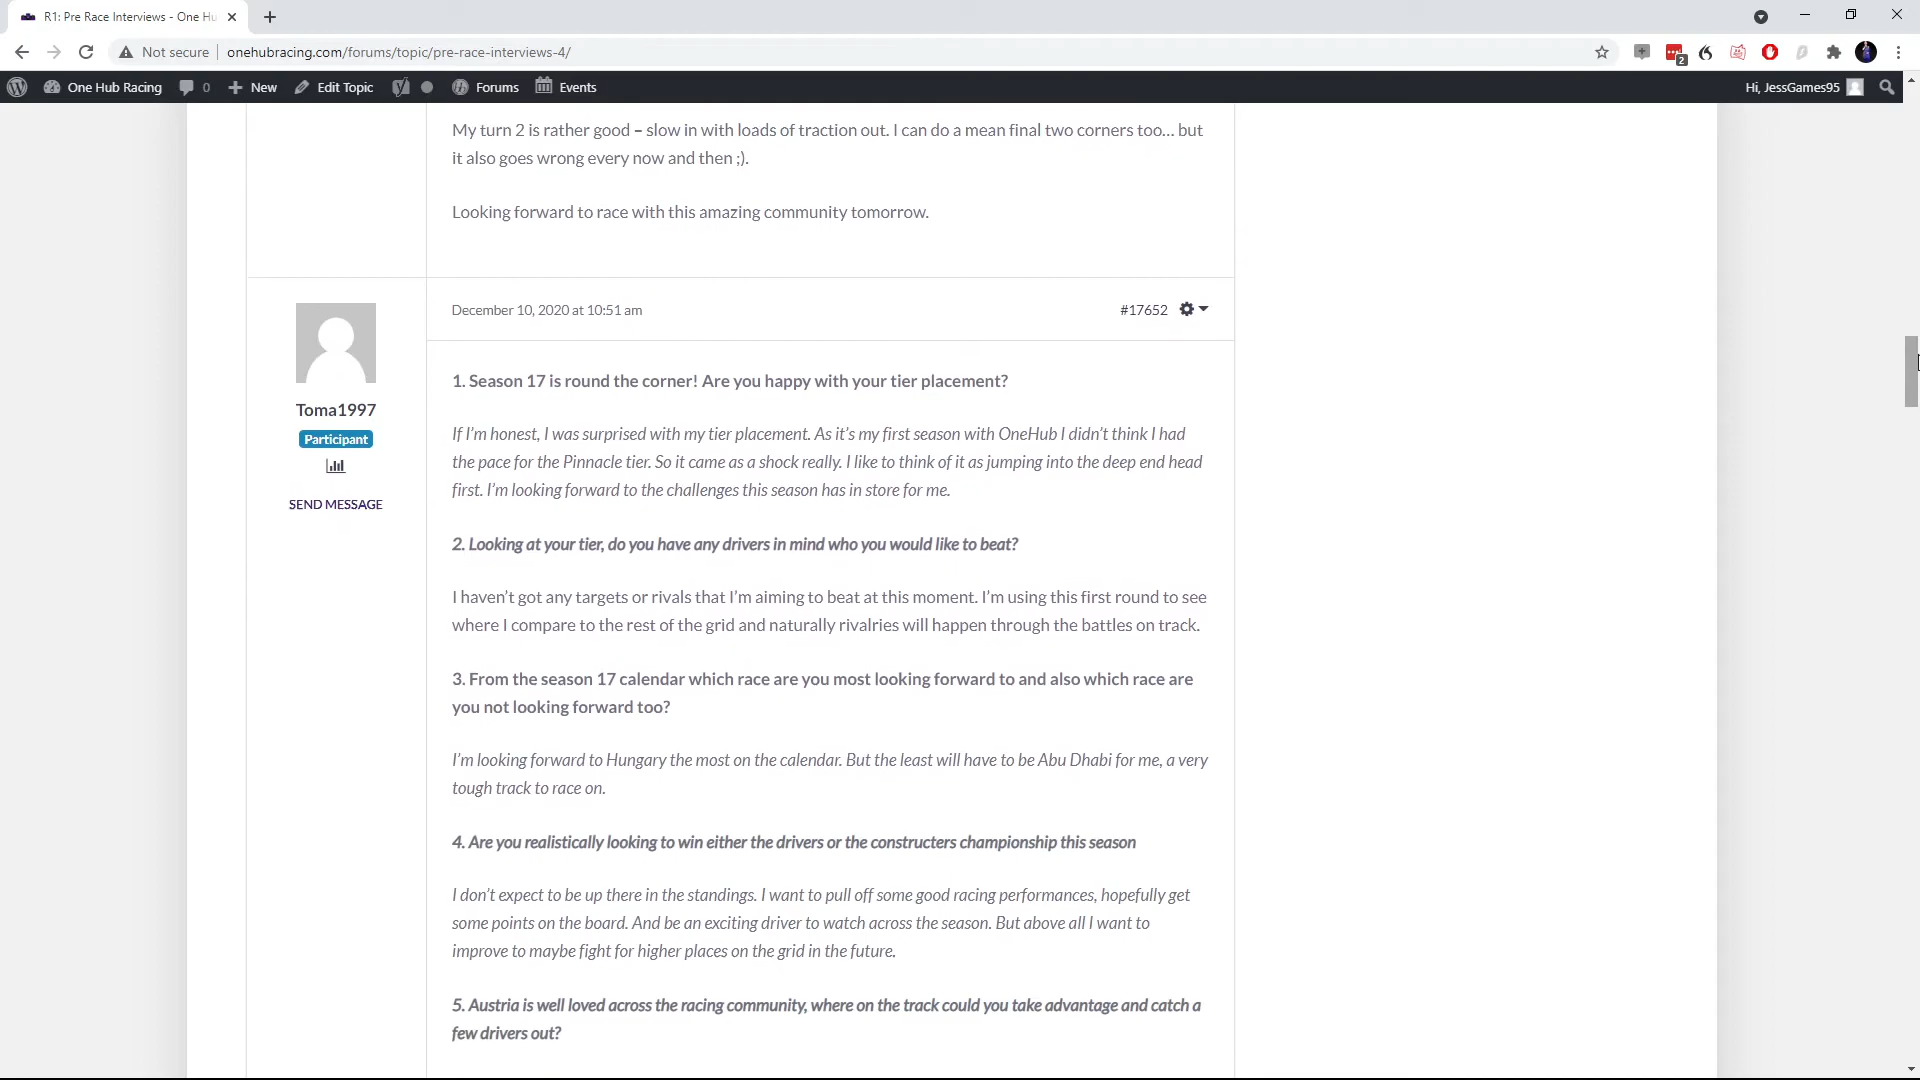 R1: Pre Race Interviews - One Hu
Not secure
onehubracing.com/forums/topic/pre-race-interviews-4/
2
One Hub Racing
0
New
Edit Topic
Forums
Events
Hi, JessGames95
My turn 2 is rather good – slow in with loads of traction out. I can do a mean final two corners too… but
it also goes wrong every now and then ;).
Looking forward to race with this amazing community tomorrow.
December 10, 2020 at 10:51 am
#17652
Toma1997
Participant
SEND MESSAGE
1. Season 17 is round the corner! Are you happy with your tier placement?
If I'm honest, I was surprised with my tier placement. As it's my first season with OneHub I didn't think I had
the pace for the Pinnacle tier. So it came as a shock really. I like to think of it as jumping into the deep end head
first. I'm looking forward to the challenges this season has in store for me.
2. Looking at your tier, do you have any drivers in mind who you would like to beat?
I haven't got any targets or rivals that I'm aiming to beat at this moment. I'm using this first round to see
where I compare to the rest of the grid and naturally rivalries will happen through the battles on track.
3. From the season 17 calendar which race are you most looking forward to and also which race are
you not looking forward too?
I'm looking forward to Hungary the most on the calendar. But the least will have to be Abu Dhabi for me, a very
tough track to race on.
4. Are you realistically looking to win either the drivers or the constructers championship this season
I don't expect to be up there in the standings. I want to pull off some good racing performances, hopefully get
some points on the board. And be an exciting driver to watch across the season. But above all I want to
improve to maybe fight for higher places on the grid in the future.
5. Austria is well loved across the racing community, where on the track could you take advantage and catch a
few drivers out?